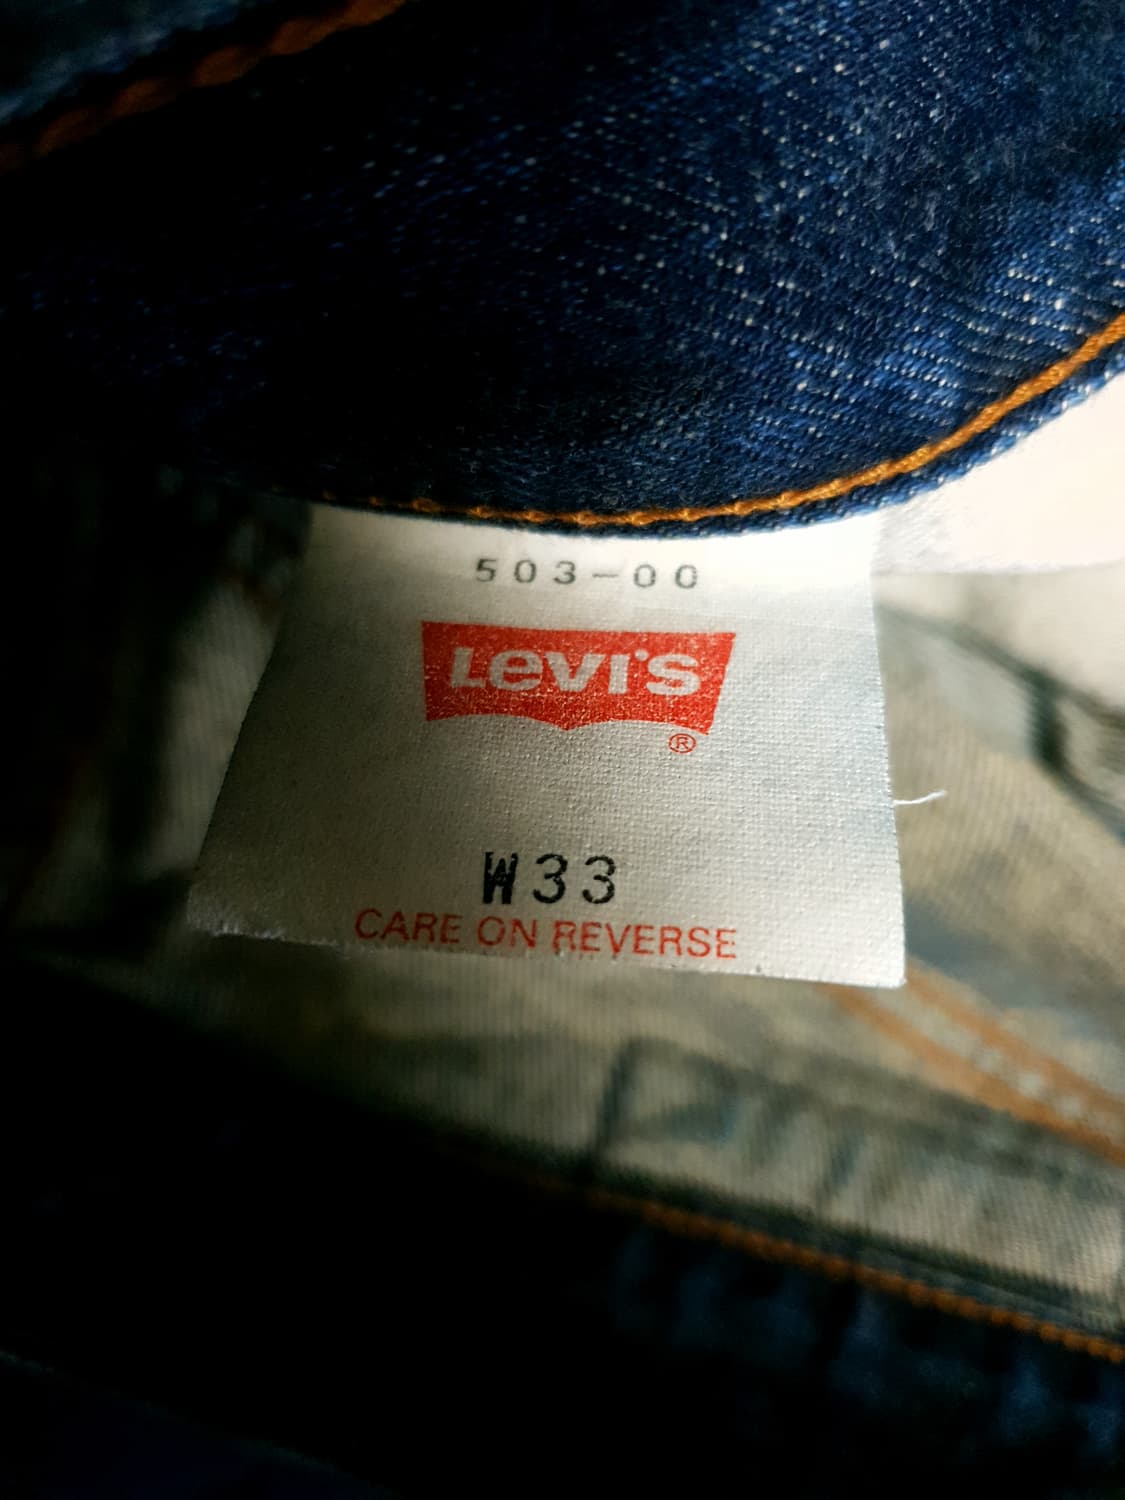 503-00
LEVI'S
®
W33
CARE ON REVERSE